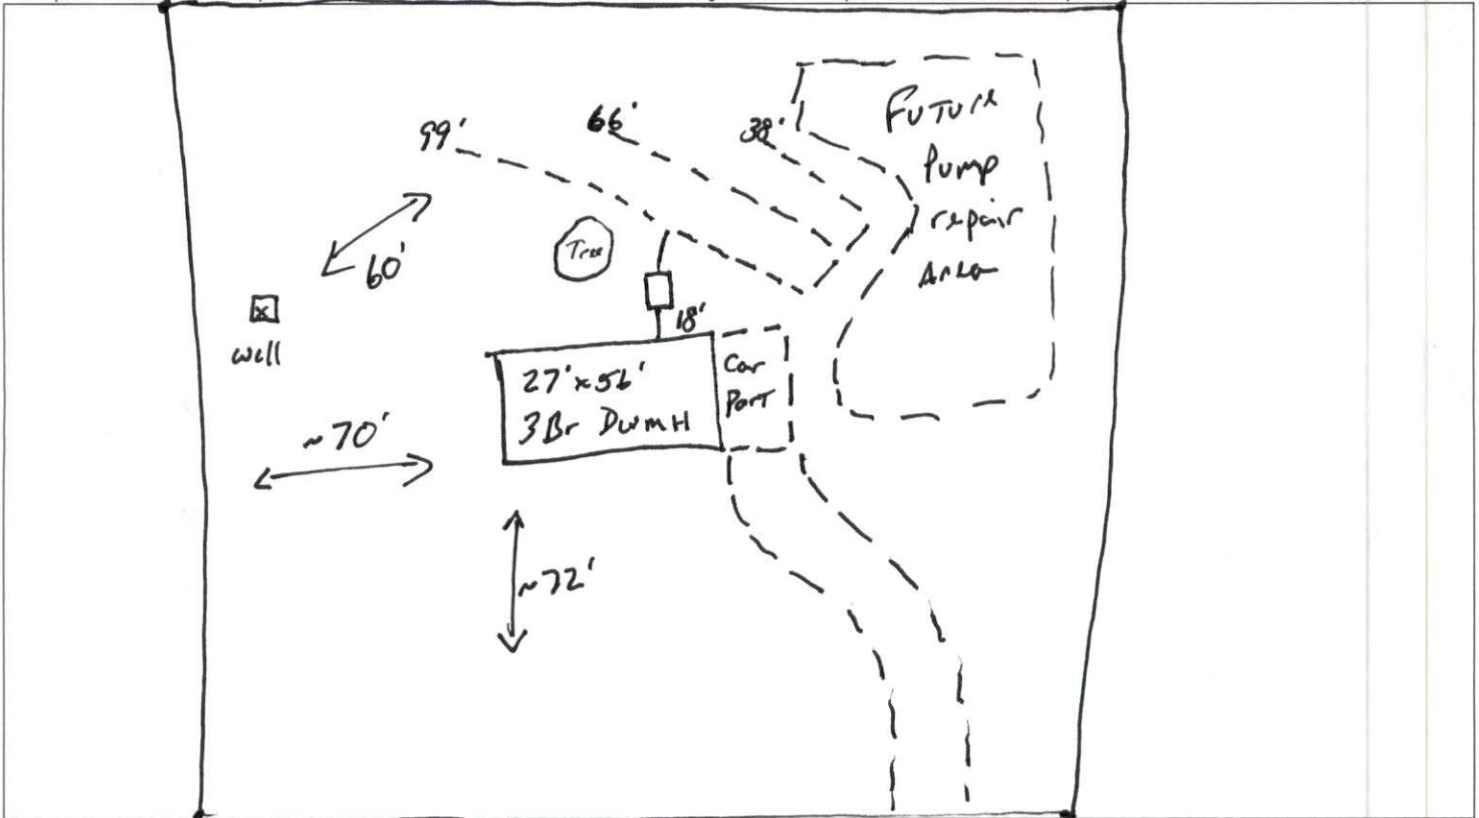 99'
66'
38'
Future
Pump
repair
Area
60'
Tree
x
well
18'
27'x56'
3Br DwmH
Car
Port
~70'
~72'